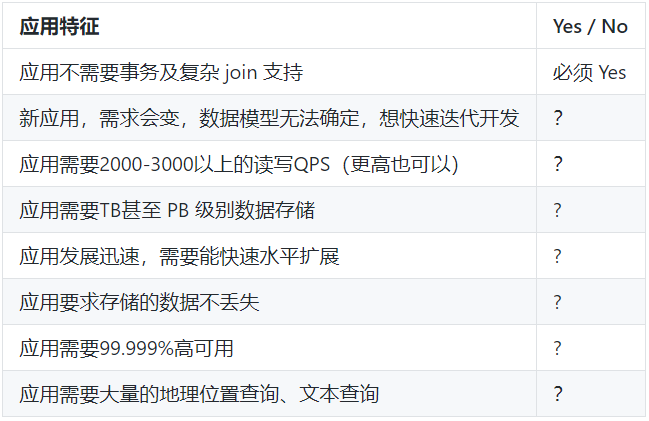 应用特征 Yes / No
应用不需要事务及复杂 join 支持 必须 Yes
新应用，需求会变，数据模型无法确定，想快速迭代开发 ？
应用需要2000-3000以上的读写QPS（更高也可以） ？
应用需要TB甚至 PB 级别数据存储 ?
应用发展迅速，需要能快速水平扩展 ?
应用要求存储的数据不丢失 ?
应用需要99.999%高可用 ?
应用需要大量的地理位置查询、文本查询 ？